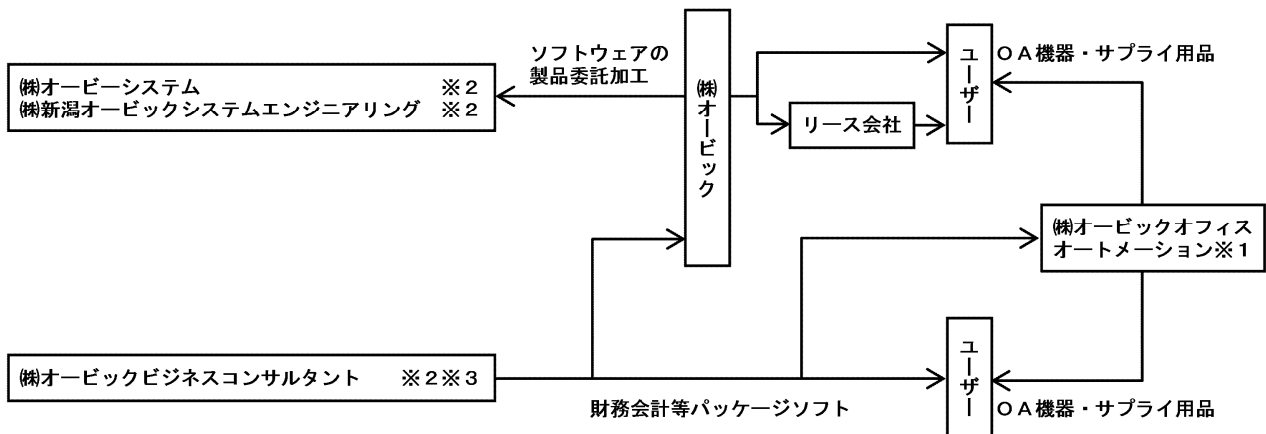 ソフトウェアの
製品委託加工
㈱オービーシステム ※2
㈱新潟オービックシステムエンジニアリング ※2
㈱オービック
リース会社
ユーザー
OA機器・サプライ用品
㈱オービックオフィス
オートメーション※1
㈱オービックビジネスコンサルタント ※2※3
財務会計等パッケージソフト
ユーザー
OA機器・サプライ用品